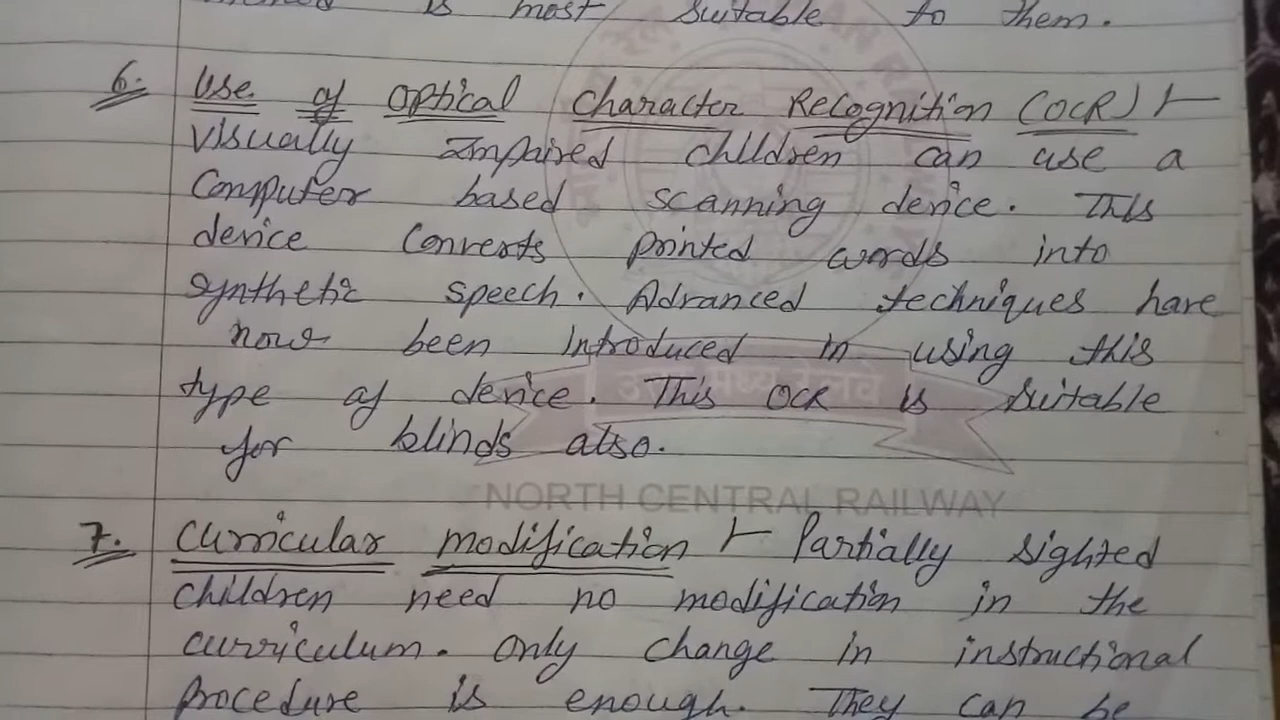 is most suitable to them.
6. Use of Optical Character Recognition (OCR) :-
Visually Impaired children can use a
Computer based scanning device. This
device Converts printed words into
synthetic speech. Advanced techniques have
now been introduced in using this
type of device. This OCR is suitable
for blinds also.
NORTH CENTRAL RAILWAY
7. Curricular modification :- Partially sighted
children need no modification in the
curriculum. Only change in instructional
procedure is enough. They can be